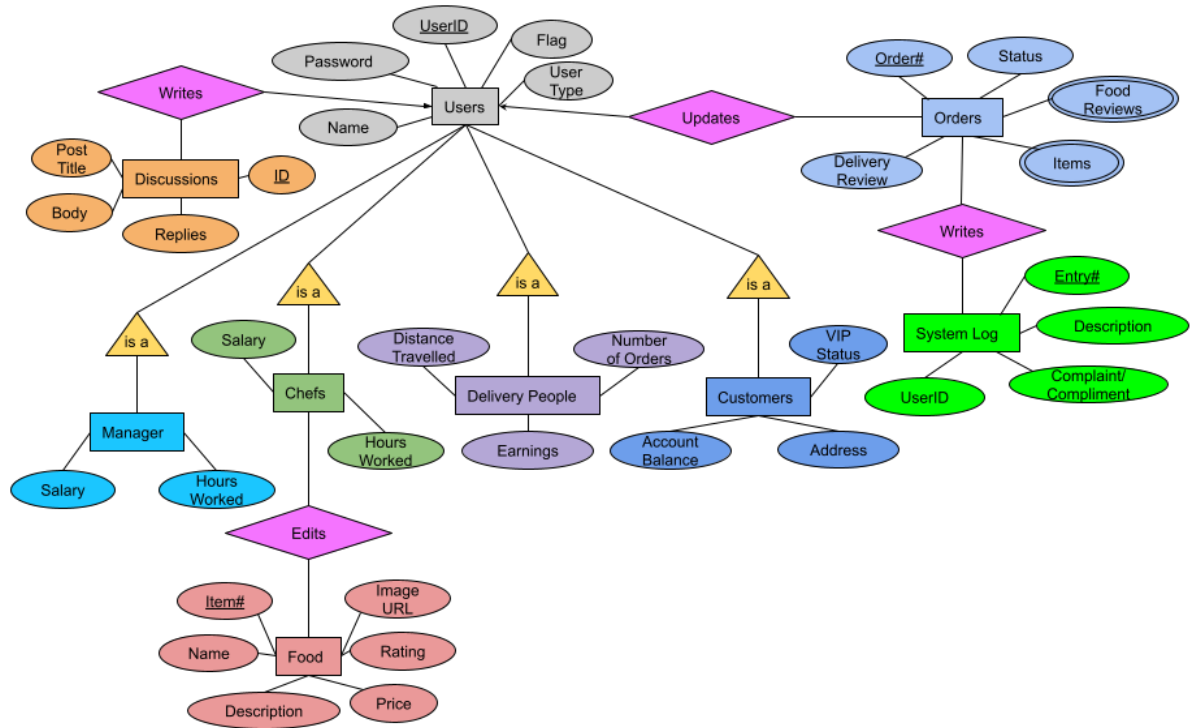 UserID
Flag
Password
User
Type
Writes
Users
Name
Updates
Order#
Status
Food
Reviews
Orders
Delivery
Review
Items
Post
Title
Discussions
ID
Body
Replies
Writes
is a
is a
is a
is a
Entry#
System Log
Description
UserID
Complaint/
Compliment
Salary
Chefs
Hours
Worked
Distance
Travelled
Number
of Orders
Delivery People
Earnings
VIP
Status
Customers
Account
Balance
Address
Manager
Salary
Hours
Worked
Edits
Item#
Image
URL
Name
Food
Rating
Description
Price